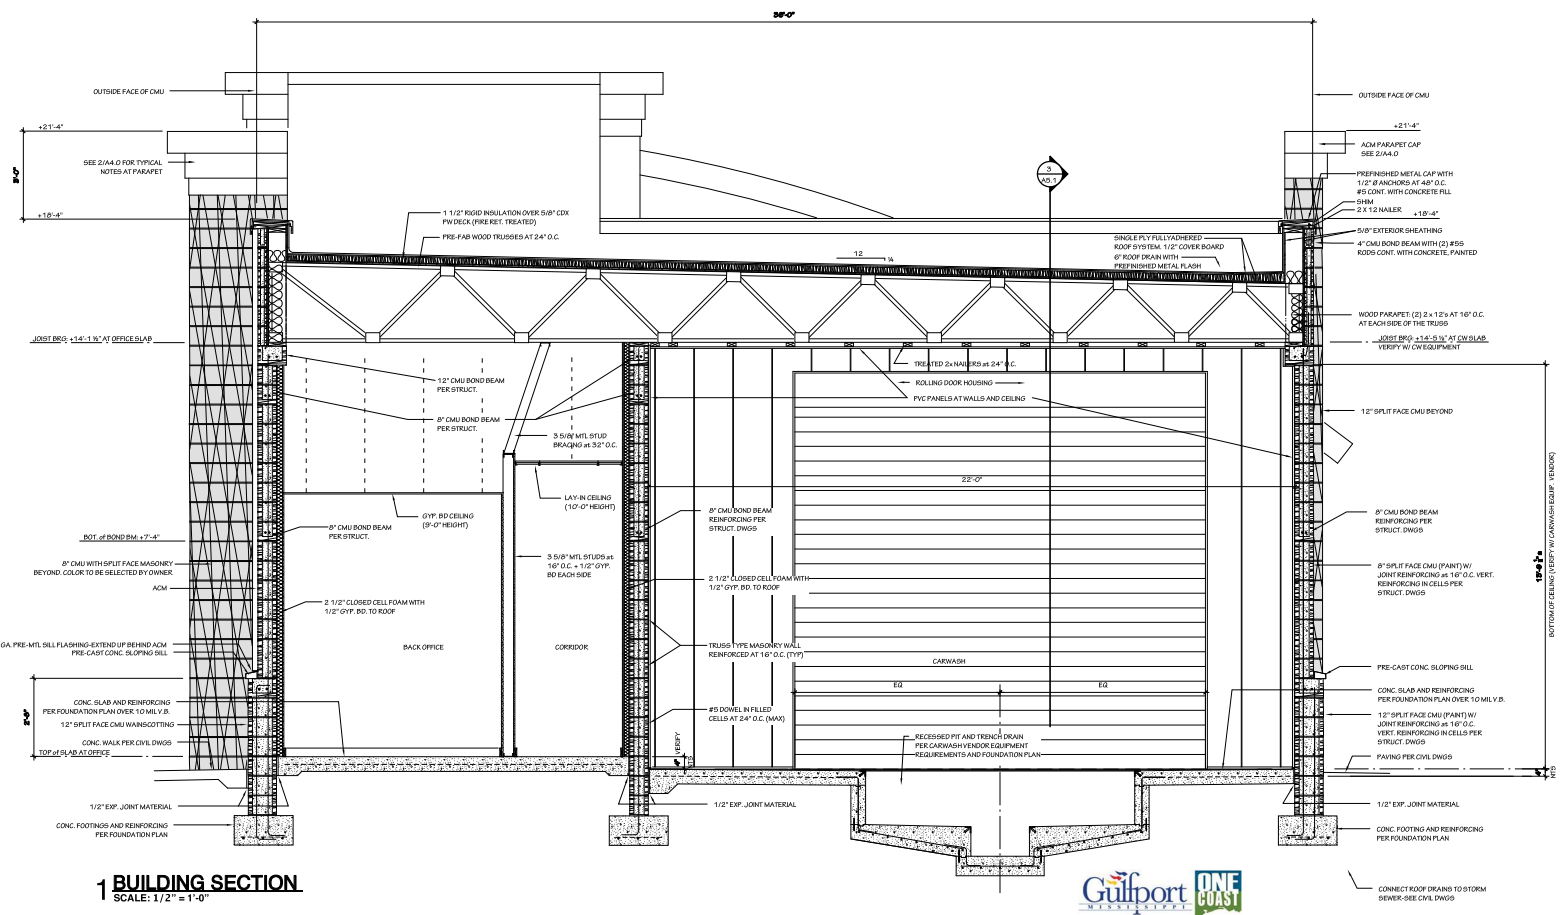 36'-0"
OUTSIDE FACE OF CMU
OUTSIDE FACE OF CMU
+21'-4"
+21'-4"
SEE 2/A4.0 FOR TYPICAL
NOTES AT PARAPET
ACM PARAPET CAP
SEE 2/A4.0
3
A5.1
PREFINISHED METAL CAP WITH
1/2" Ø ANCHORS AT 48" O.C.
#5 CONT. WITH CONCRETE FILL
SHIM
2 X 12 NAILER
+18'-4"
+18'-4"
1 1/2" RIGID INSULATION OVER 5/8" CDX
PW DECK (FIRE RET. TREATED)
PRE-FAB WOOD TRUSSES AT 24" O.C.
SINGLE PLY FULLY ADHERED
ROOF SYSTEM. 1/2" COVER BOARD
6" ROOF DRAIN WITH
PREFINISHED METAL FLASH
12
1/4
5/8" EXTERIOR SHEATHING
4" CMU BOND BEAM WITH (2) #5S
RODS CONT. WITH CONCRETE, PAINTED
WOOD PARAPET: (2) 2 x 12's AT 16" O.C.
AT EACH SIDE OF THE TRUSS
JOIST BRG: +14'-1 ½" AT OFFICE SLAB
JOIST BRG: +14'-5 ½" AT CW SLAB
VERIFY W/ CW EQUIPMENT
TREATED 2x NAILERS at 24" O.C.
ROLLING DOOR HOUSING
PVC PANELS AT WALLS AND CEILING
12" CMU BOND BEAM
PER STRUCT.
8" CMU BOND BEAM
PER STRUCT.
3 5/8" MTL STUD
BRACING at 32" O.C.
12" SPLIT FACE CMU BEYOND
22'-0"
LAY-IN CEILING
(10'-0" HEIGHT)
GYP. BD CEILING
(9'-0" HEIGHT)
8" CMU BOND BEAM
PER STRUCT.
8" CMU BOND BEAM
REINFORCING PER
STRUCT. DWGS
8" CMU BOND BEAM
REINFORCING PER
STRUCT. DWGS
BOT. of BOND BM: +7'-4"
8" CMU WITH SPLIT FACE MASONRY
BEYOND. COLOR TO BE SELECTED BY OWNER
ACM
3 5/8" MTL STUDS at
16" O.C. + 1/2" GYP.
BD EACH SIDE
2 1/2" CLOSED CELL FOAM WITH
1/2" GYP. BD. TO ROOF
2 1/2" CLOSED CELL FOAM WITH
1/2" GYP. BD. TO ROOF
8" SPLIT FACE CMU (PAINT) W/
JOINT REINFORCING at 16" O.C. VERT.
REINFORCING IN CELLS PER
STRUCT. DWGS
BOTTOM OF CEILING (VERIFY W/ CARWASH EQUIP. VENDOR)
GA. PRE-MTL SILL FLASHING-EXTEND UP BEHIND ACM
PRE-CAST CONC. SLOPING SILL
BACK OFFICE
CORRIDOR
TRUSS TYPE MASONRY WALL
REINFORCED AT 16" O.C. (TYP)
CARWASH
PRE-CAST CONC. SLOPING SILL
EQ
EQ
CONC. SLAB AND REINFORCING
PER FOUNDATION PLAN OVER 10 MIL V.B.
12" SPLIT FACE CMU WAINSCOTTING
CONC. WALK PER CIVIL DWGS
TOP of SLAB AT OFFICE
#5 DOWEL IN FILLED
CELLS AT 24" O.C. (MAX)
VERIFY
NTS
RECESSED PIT AND TRENCH DRAIN
PER CARWASH VENDOR EQUIPMENT
REQUIREMENTS AND FOUNDATION PLAN
CONC. SLAB AND REINFORCING
PER FOUNDATION PLAN OVER 10 MIL V.B.
12" SPLIT FACE CMU (PAINT) W/
JOINT REINFORCING at 16" O.C.
VERT. REINFORCING IN CELLS PER
STRUCT. DWGS
PAVING PER CIVIL DWGS
NTS
1/2" EXP. JOINT MATERIAL
1/2" EXP. JOINT MATERIAL
1/2" EXP. JOINT MATERIAL
CONC. FOOTINGS AND REINFORCING
PER FOUNDATION PLAN
CONC. FOOTING AND REINFORCING
PER FOUNDATION PLAN
CONNECT ROOF DRAINS TO STORM
SEWER-SEE CIVIL DWGS
1 BUILDING SECTION
SCALE: 1/2" = 1'-0"
Gulfport
MISSISSIPPI
ONE
COAST